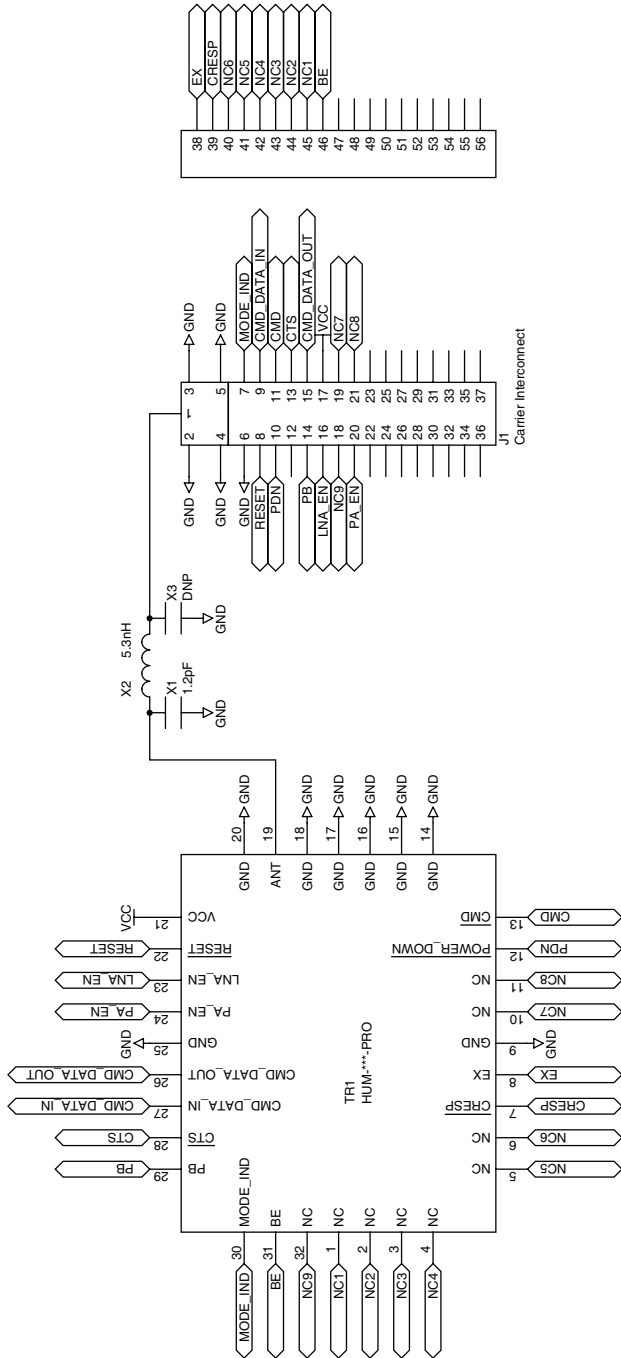 38 EX
39 CRESP
40 NC6
41 NC5
42 NC4
43 NC3
44 NC2
45 NC1
46 BE
47
48
49
50
51
52
53
54
55
56
GND 2
1
3 GND
GND 4
5 GND
GND 6
7 MODE_IND
RESET 8
9 CMD_DATA_IN
PDN 10
11 CMD
12
13 CTS
PB 14
15 CMD_DATA_OUT
LNA_EN 16
17 VCC
NC9 18
19 NC7
PA_EN 20
21 NC8
22 23
24 25
26 27
28 29
30 31
32 33
34 35
36 37
J1
Carrier Interconnect
X2
5.3nH
X1
1.2pF
GND
X3
DNP
GND
TR1
HUM-***-PRO
MODE_IND 30 MODE_IND
BE 31 BE
NC9 32 NC
NC1 1 NC
NC2 2 NC
NC3 3 NC
NC4 4 NC
PB 29 PB
CTS 28 CTS
CMD_DATA_IN 27 CMD_DATA_IN
CMD_DATA_OUT 26 CMD_DATA_OUT
GND 25 GND
PA_EN 24 PA_EN
LNA_EN 23 LNA_EN
RESET 22 RESET
VCC 21 VCC
GND 20 GND
ANT 19
GND 18 GND
GND 17 GND
GND 16 GND
GND 15 GND
GND 14 GND
NC 5 NC5
NC 6 NC6
CRESP 7 CRESP
EX 8 EX
GND 9 GND
NC 10 NC7
NC 11 NC8
POWER_DOWN 12 PDN
CMD 13 CMD